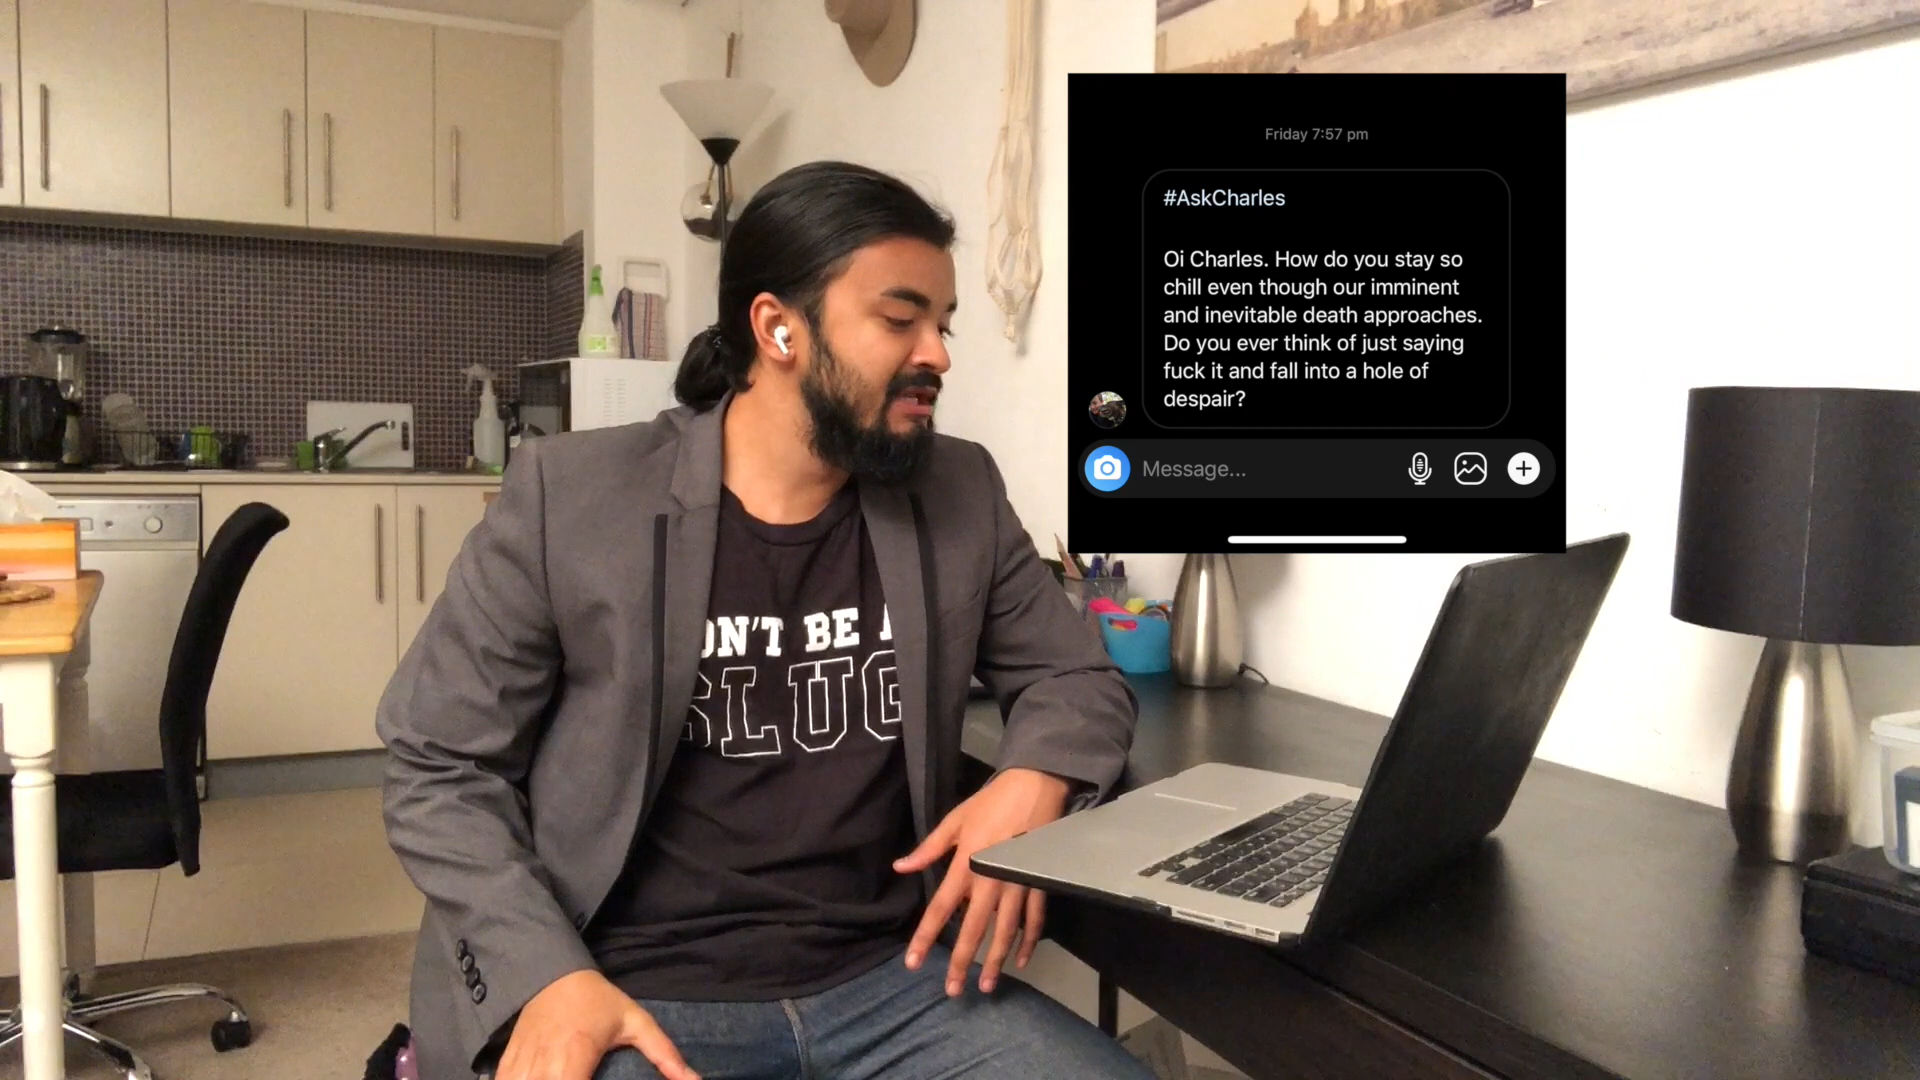 Friday 7:57 pm
#AskCharles
Oi Charles. How do you stay so
chill even though our imminent
and inevitable death approaches.
Do you ever think of just saying
fuck it and fall into a hole of
despair?
Message...
ON'T BE A
SLUG